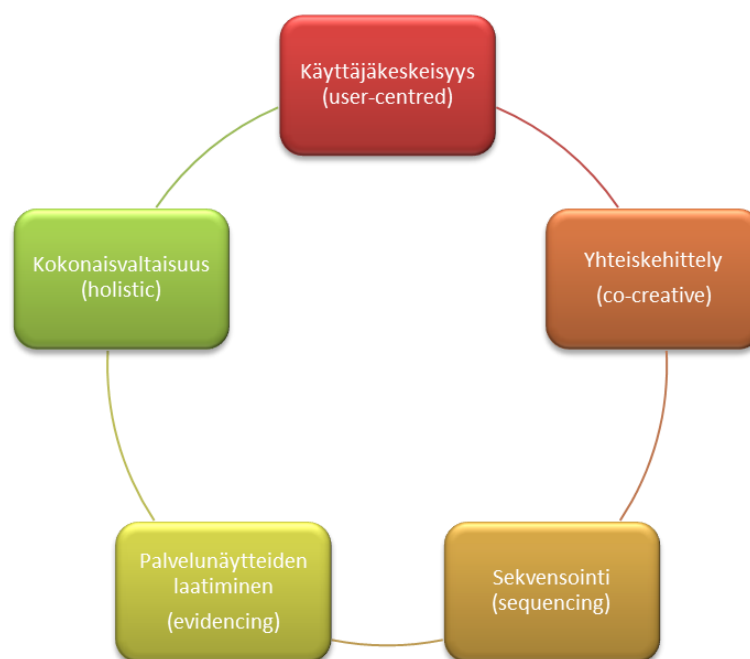 Käyttäjäkeskeisyys
(user-centred)
Yhteiskehittely
(co-creative)
Sekvensointi
(sequencing)
Palvelunäytteiden
laatiminen
(evidencing)
Kokonaisvaltaisuus
(holistic)